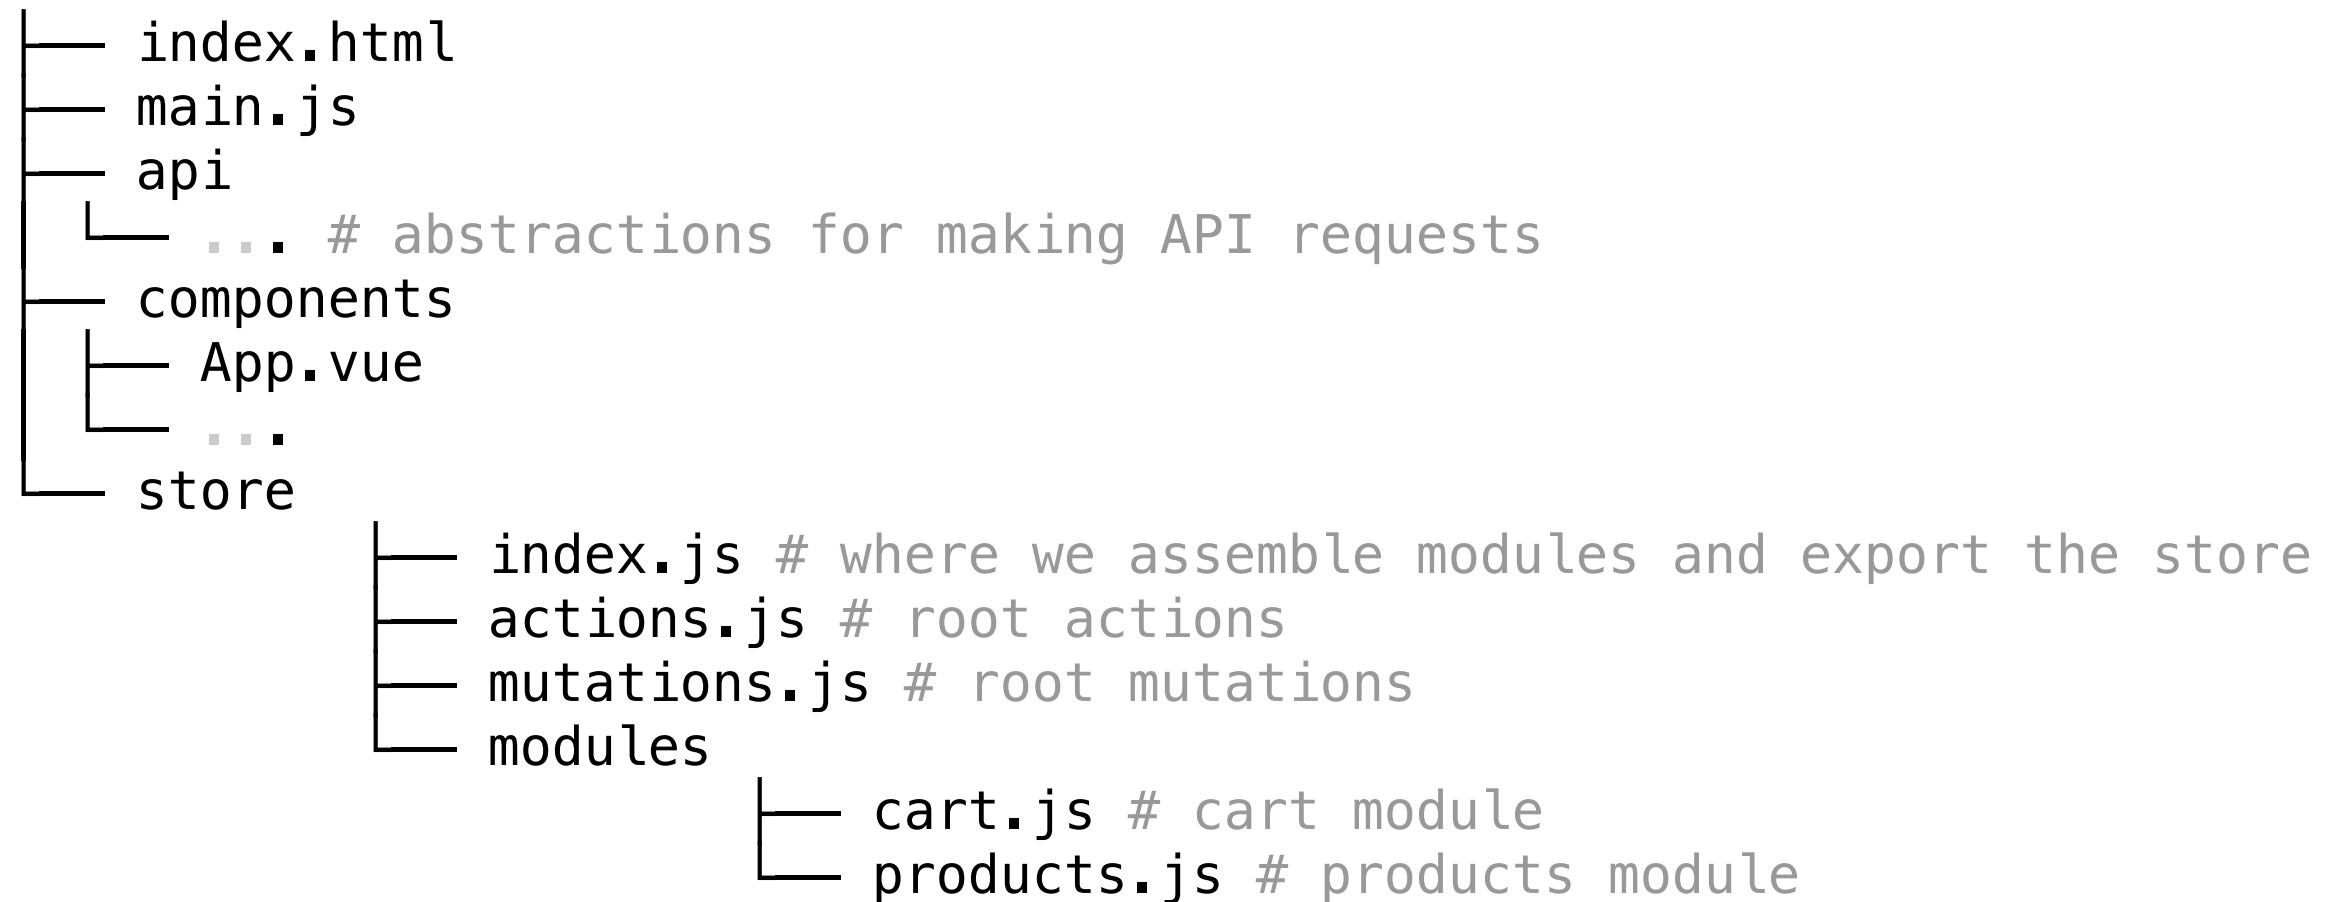 ├── index.html
├── main.js
├── api
│ └── ... # abstractions for making API requests
├── components
│ ├── App.vue
│ └── ...
└── store
├── index.js # where we assemble modules and export the store
├── actions.js # root actions
├── mutations.js # root mutations
└── modules
├── cart.js # cart module
└── products.js # products module